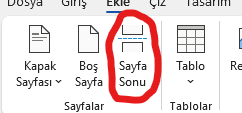 Dosya Giriş Ekle Çiz Tasarım
Kapak Sayfası
Boş Sayfa
Sayfa Sonu
Tablo
Sayfalar Tablolar